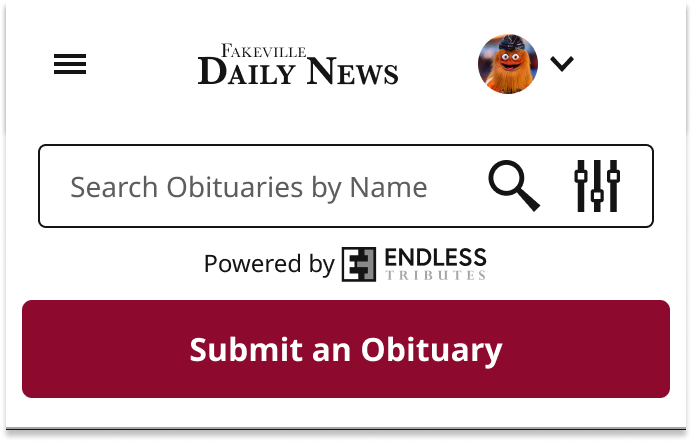 Fakeville
Daily News
Search Obituaries by Name
Powered by ENDLESS
TRIBUTES
Submit an Obituary